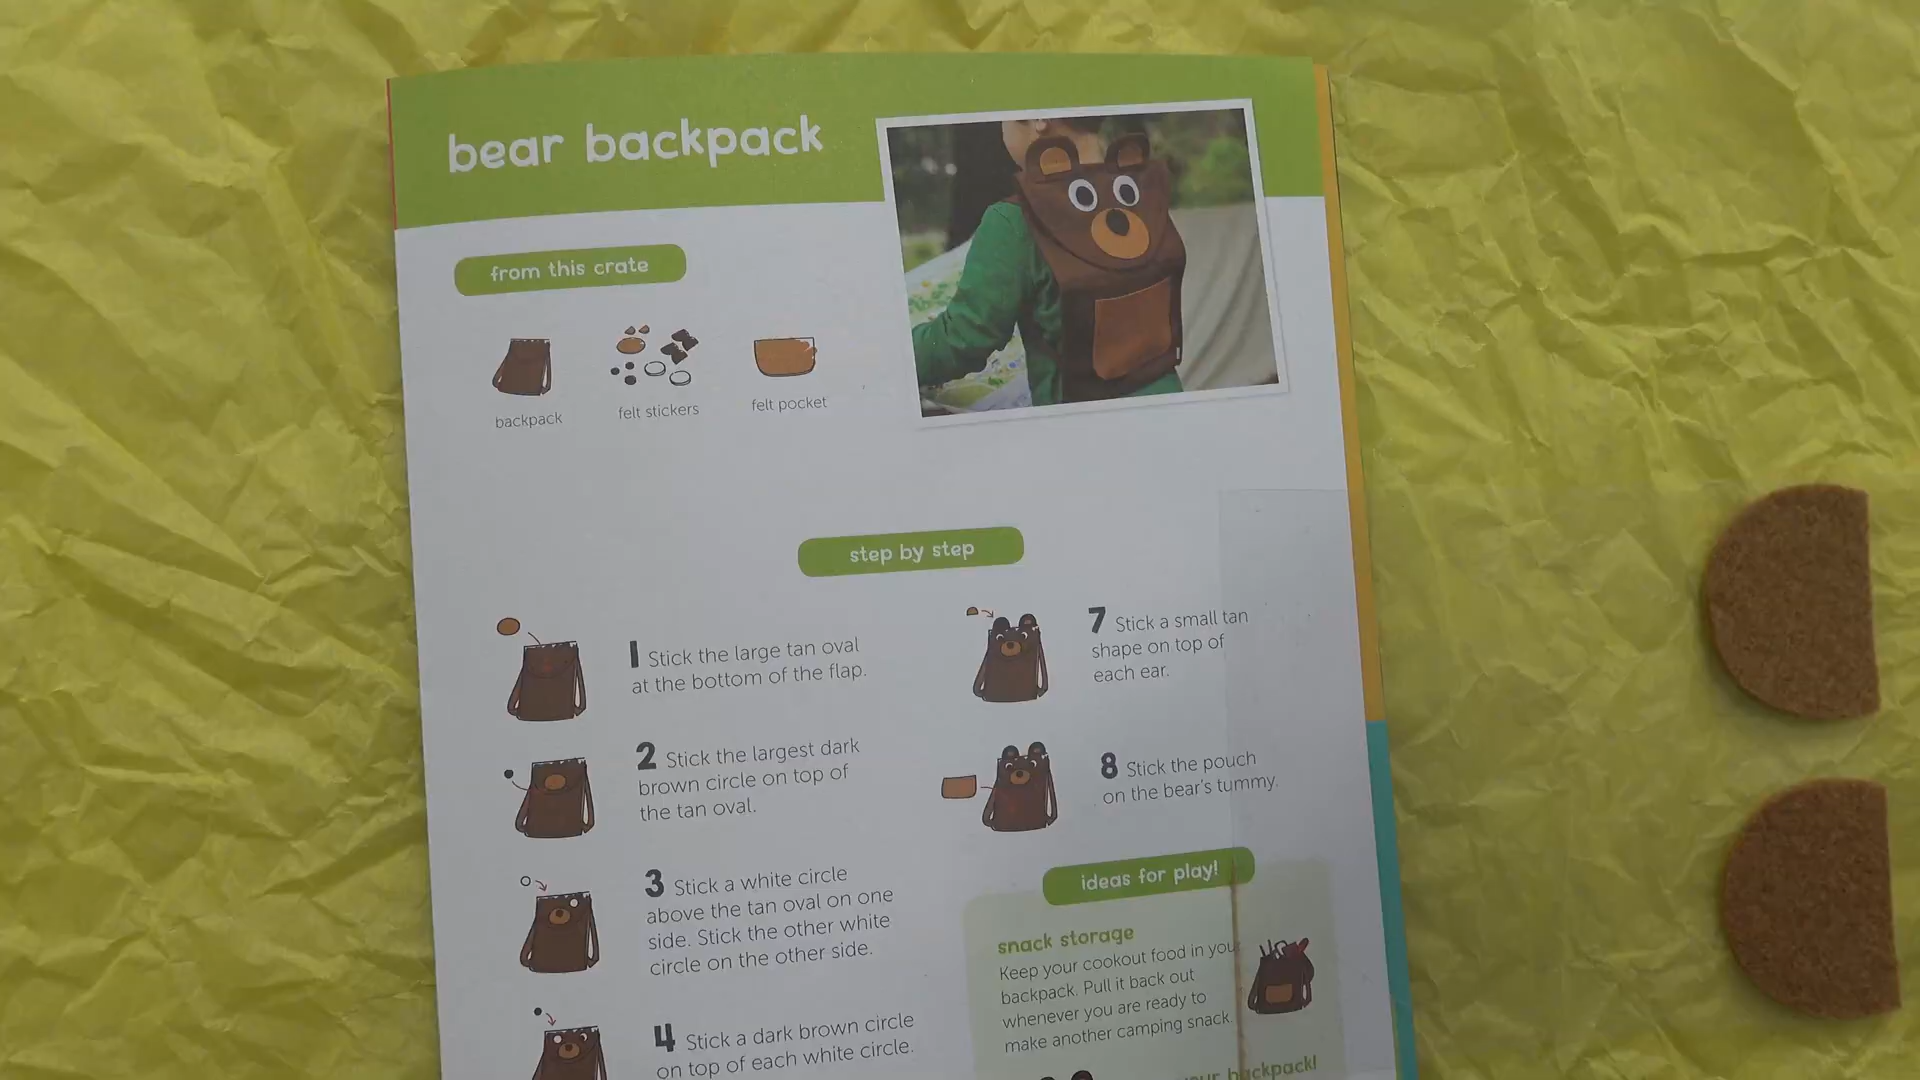 bear backpack
from this crate
backpack
felt stickers
felt pocket
step by step
1 Stick the large tan oval
at the bottom of the flap.
2 Stick the largest dark
brown circle on top of
the tan oval.
3 Stick a white circle
above the tan oval on one
side. Stick the other white
circle on the other side.
4 Stick a dark brown circle
on top of each white circle.
7 Stick a small tan
shape on top of
each ear.
8 Stick the pouch
on the bear's tummy.
ideas for play!
snack storage
Keep your cookout food in your
backpack. Pull it back out
whenever you are ready to
make another camping snack.
backpack!